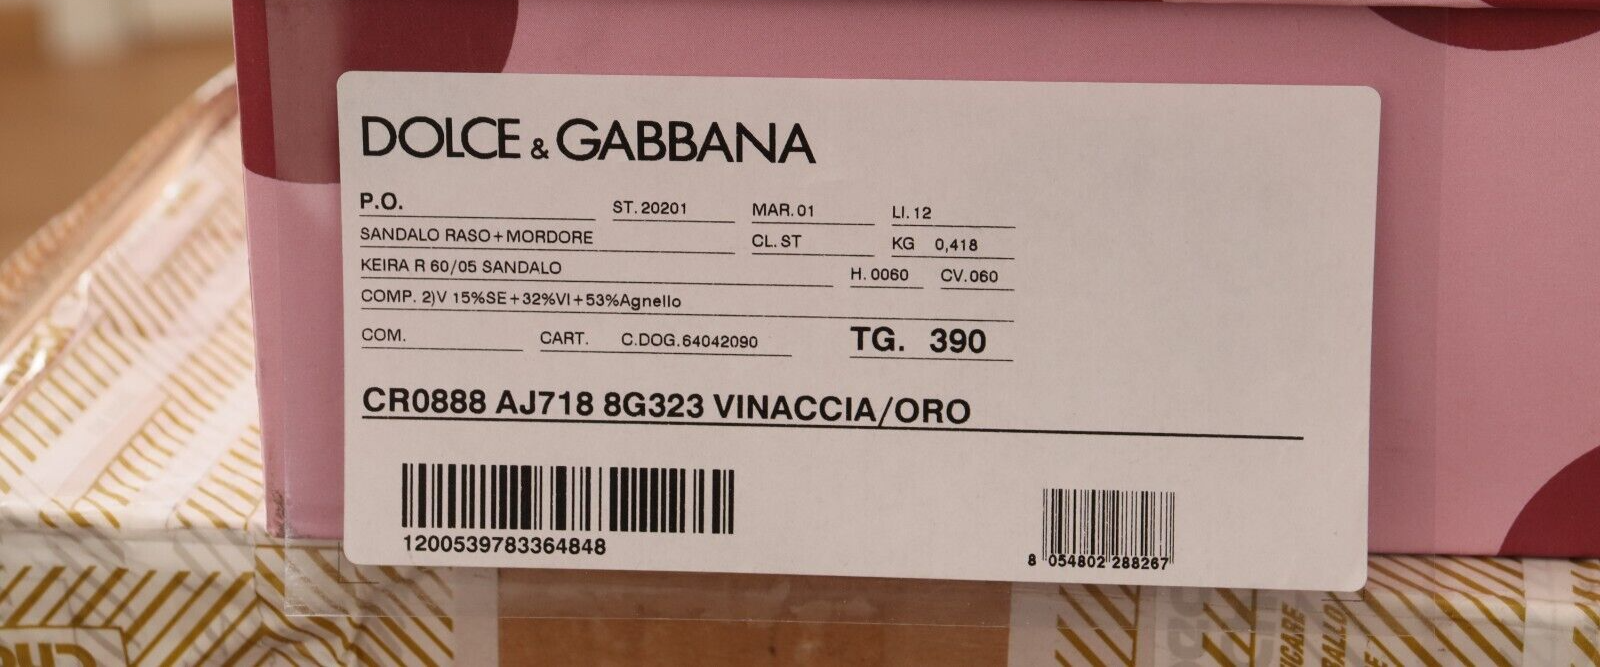 DOLCE & GABBANA
P.O. ST. 20201 MAR. 01 LI. 12
SANDALO RASO+MORDORE CL. ST KG 0,418
KEIRA R 60/05 SANDALO H. 0060 CV.060
COMP. 2)V 15%SE+32%VI+53%Agnello
COM. CART. C.DOG.64042090 TG. 390
CR0888 AJ718 8G323 VINACCIA/ORO
1200539783364848
8 054802 288267